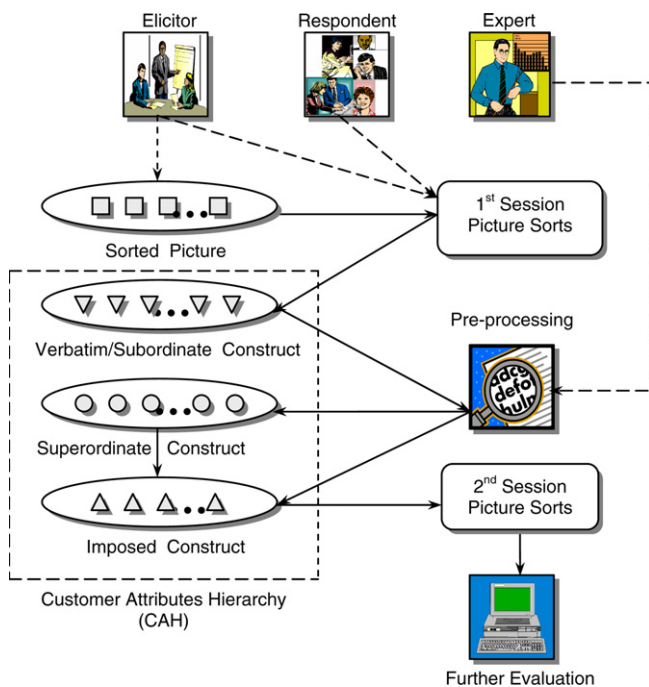 Elicitor
Respondent
Expert
1st Session
Picture Sorts
Sorted Picture
Verbatim/Subordinate Construct
Pre-processing
Superordinate Construct
2nd Session
Picture Sorts
Imposed Construct
Customer Attributes Hierarchy
(CAH)
Further Evaluation